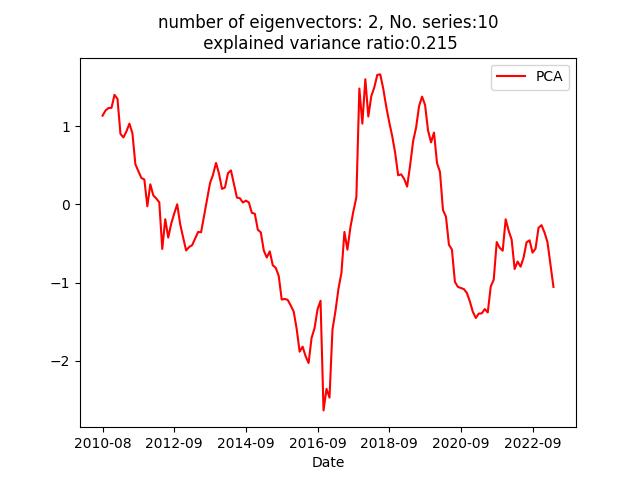 number of eigenvectors: 2, No. series:10
explained variance ratio:0.215
PCA
1
0
−1
−2
2010-08 2012-09 2014-09 2016-09 2018-09 2020-09 2022-09
Date